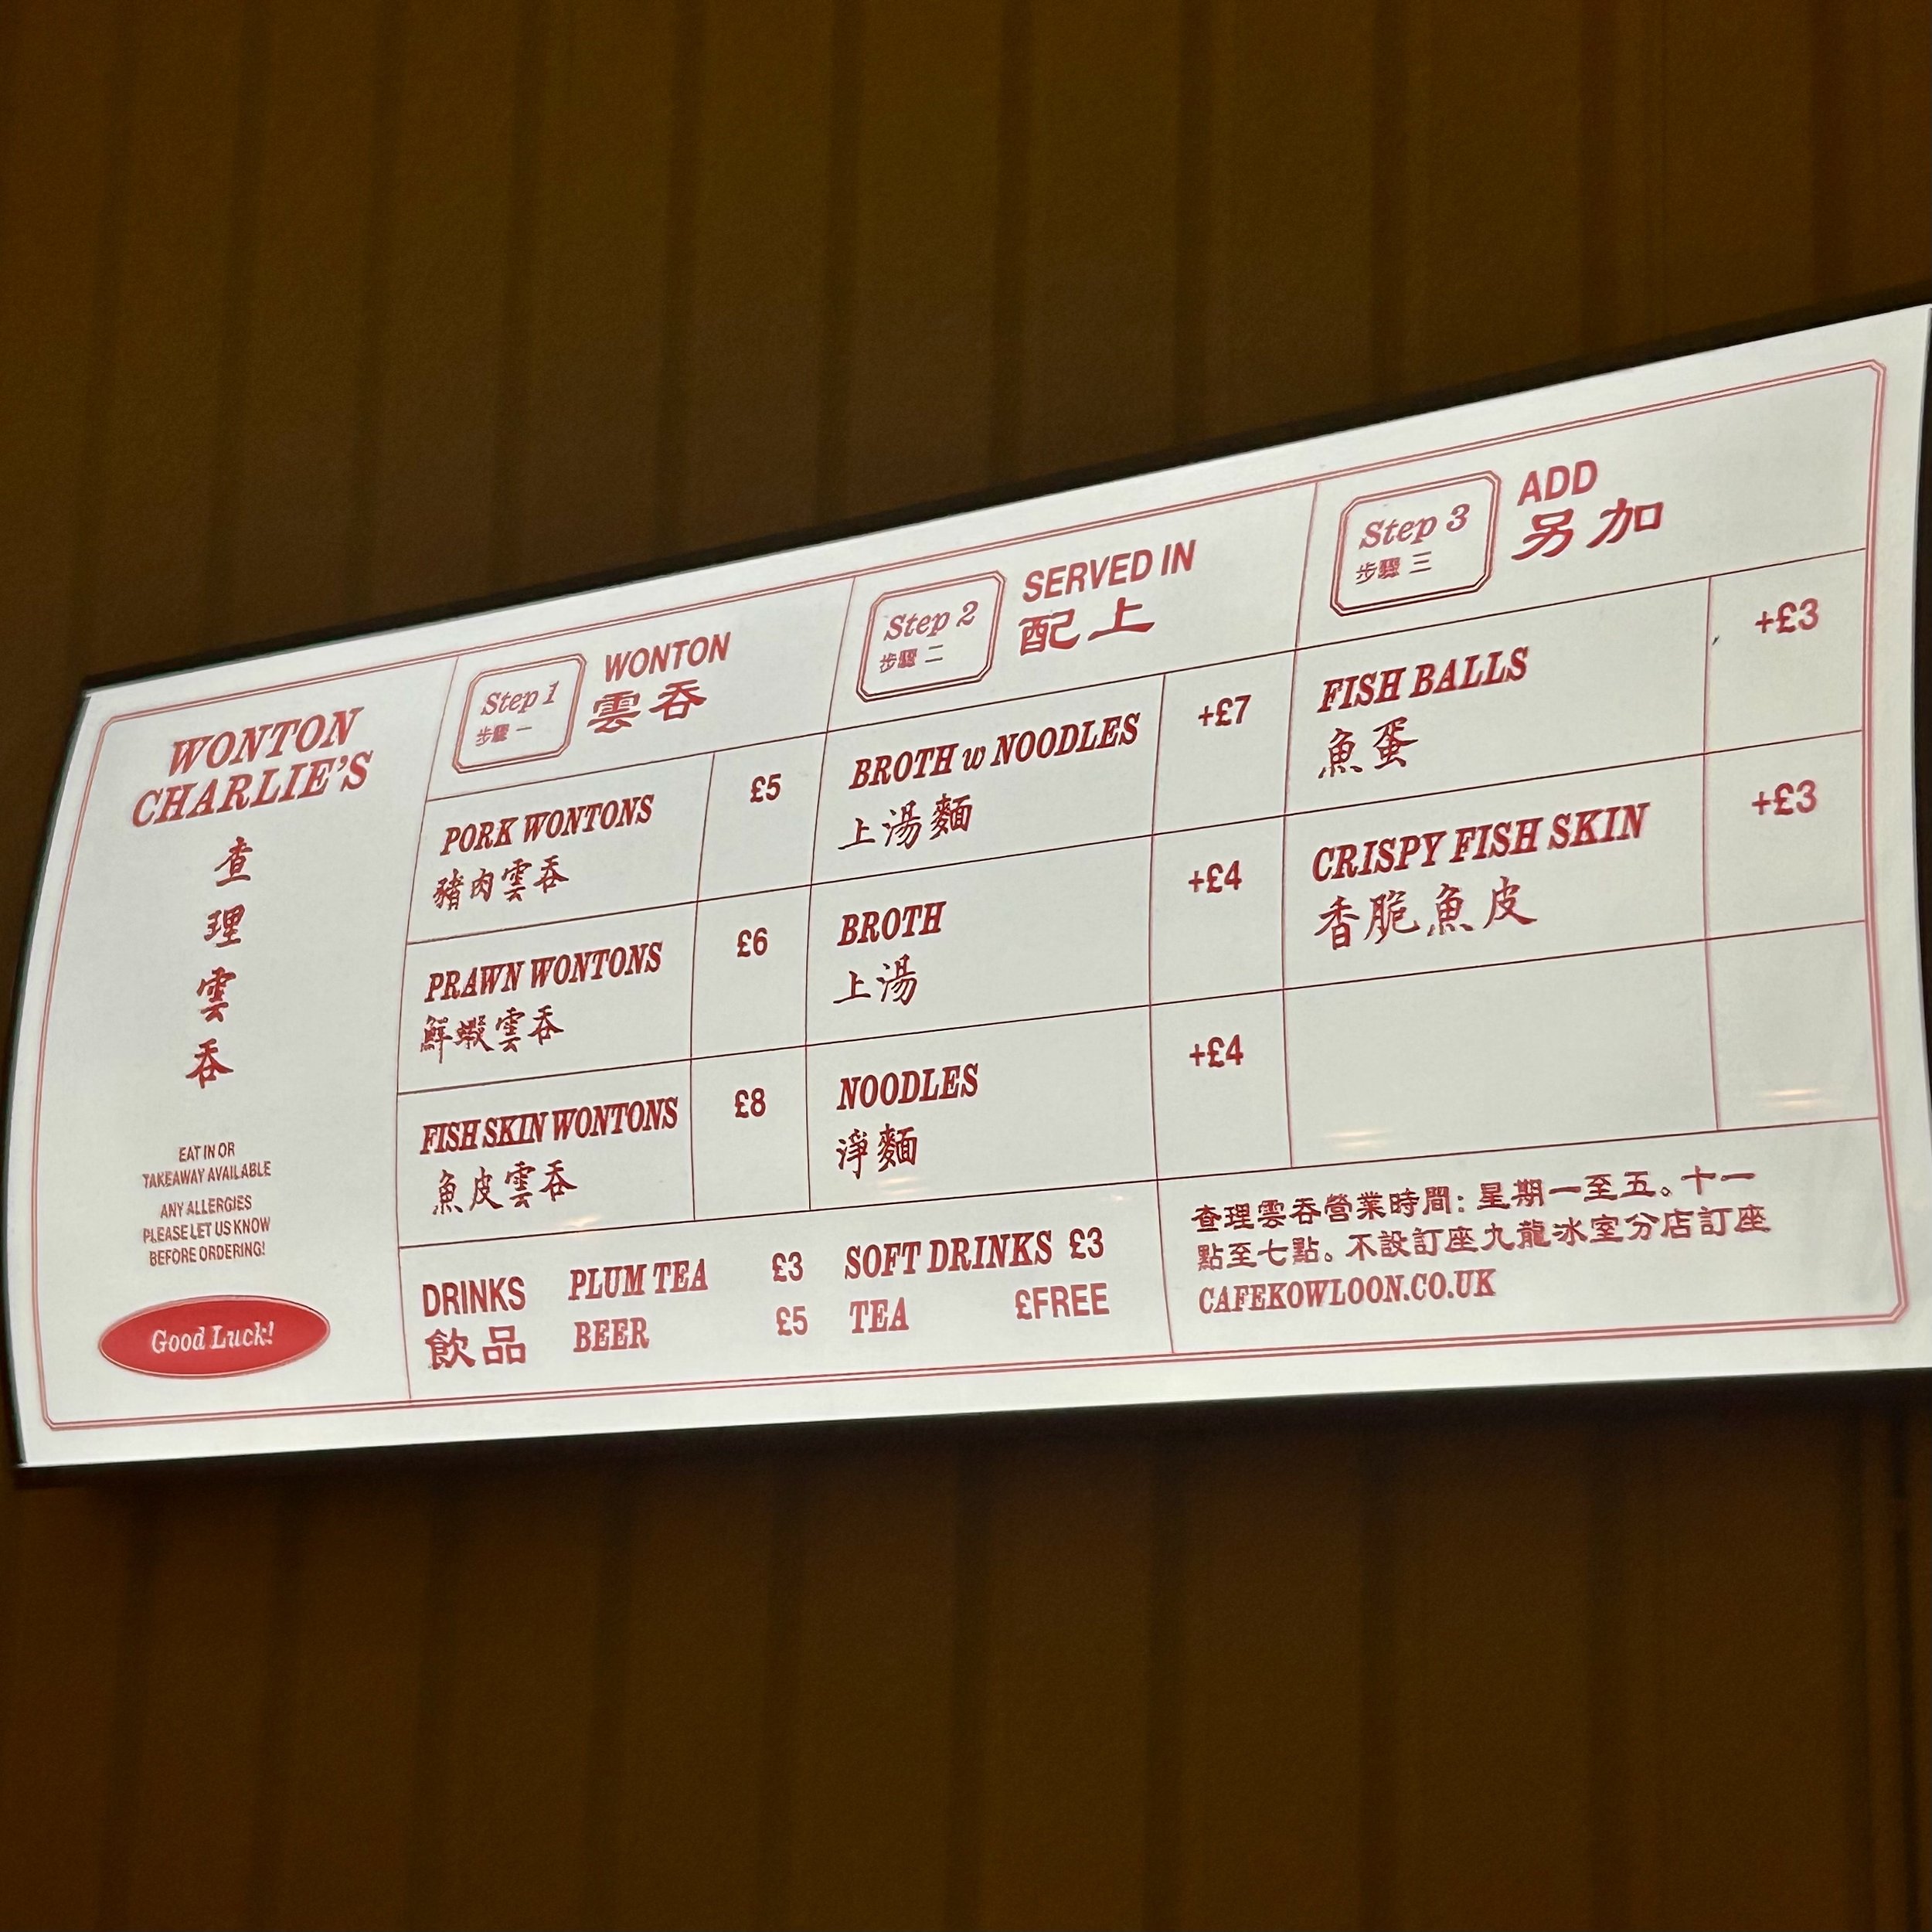 WONTON
CHARLIE'S
查
理
雲
吞
EAT IN OR
TAKEAWAY AVAILABLE
ANY ALLERGIES
PLEASE LET US KNOW
BEFORE ORDERING!
Good Luck!
Step 1
步驟 一
WONTON
雲吞
PORK WONTONS
豬肉雲吞
£5
PRAWN WONTONS
鮮蝦雲吞
£6
FISH SKIN WONTONS
魚皮雲吞
£8
Step 2
步驟 二
SERVED IN
配上
BROTH w NOODLES
上湯麵
+£7
BROTH
上湯
+£4
NOODLES
淨麵
+£4
Step 3
步驟 三
ADD
另加
FISH BALLS
魚蛋
+£3
CRISPY FISH SKIN
香脆魚皮
+£3
DRINKS
飲品
PLUM TEA £3 SOFT DRINKS £3
BEER £5 TEA £FREE
查理雲吞營業時間：星期一至五。十一
點至七點。不設訂座九龍冰室分店訂座
CAFEKOWLOON.CO.UK